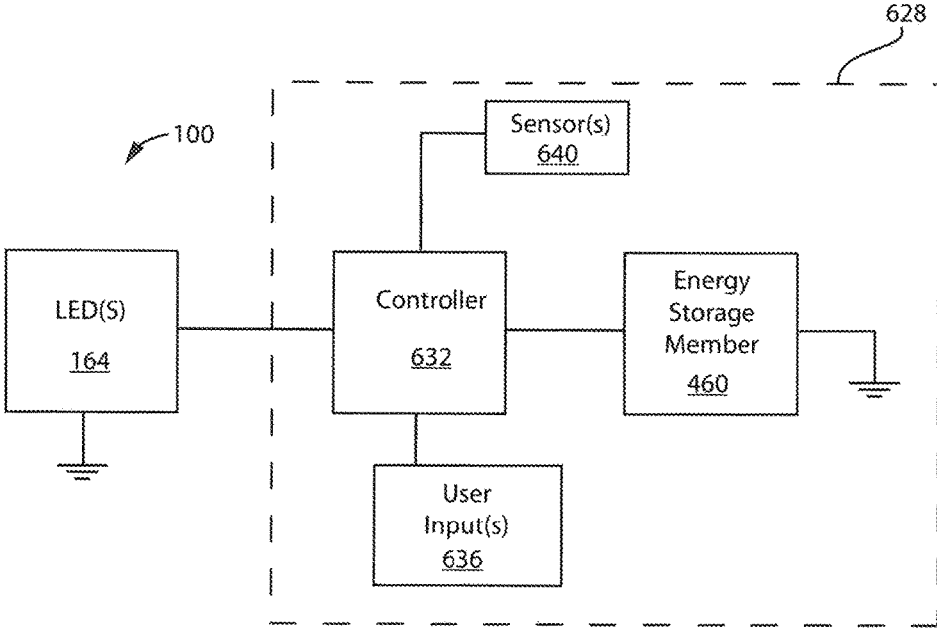 628
100
Sensor(s)
640
LED(S)
164
Controller
632
Energy
Storage
Member
460
User
Input(s)
636